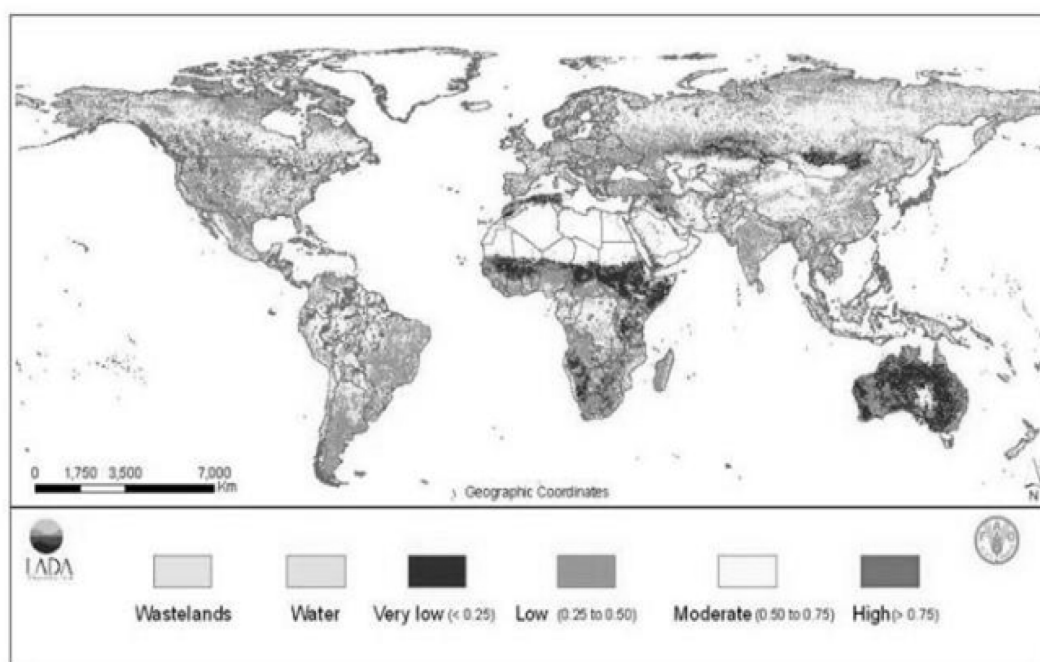 0 1,750 3,500 7,000
Km
Geographic Coordinates
N
LADA
FAO
Wastelands Water Very low (< 0.25) Low (0.25 to 0.50) Moderate (0.50 to 0.75) High (> 0.75)